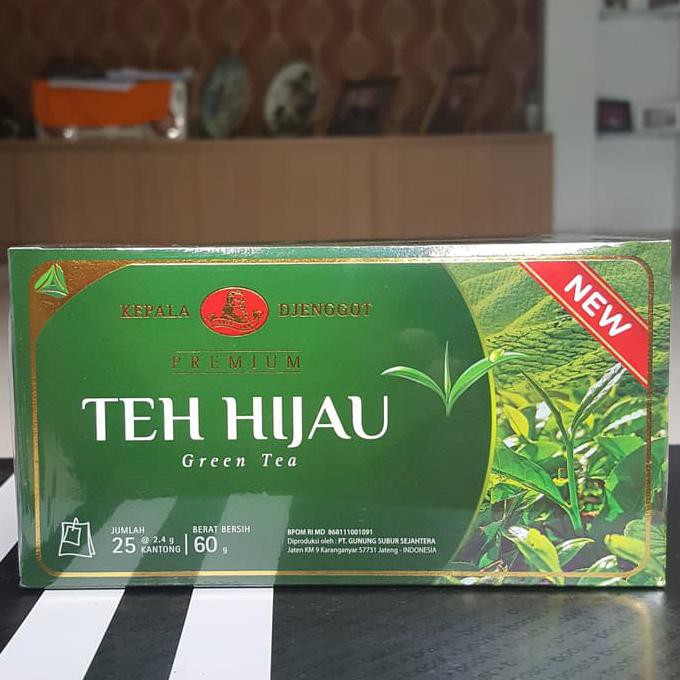 KEPALA DJENGGOT
NEW
PREMIUM
TEH HIJAU
Green Tea
JUMLAH
25 @ 2.4 g
KANTONG
BERAT BERSIH
60 g
BPOM RI MD 868111001091
Diproduksi oleh : PT. GUNUNG SUBUR SEJAHTERA
Jaten KM 9 Karanganyar 57731 Jateng - INDONESIA